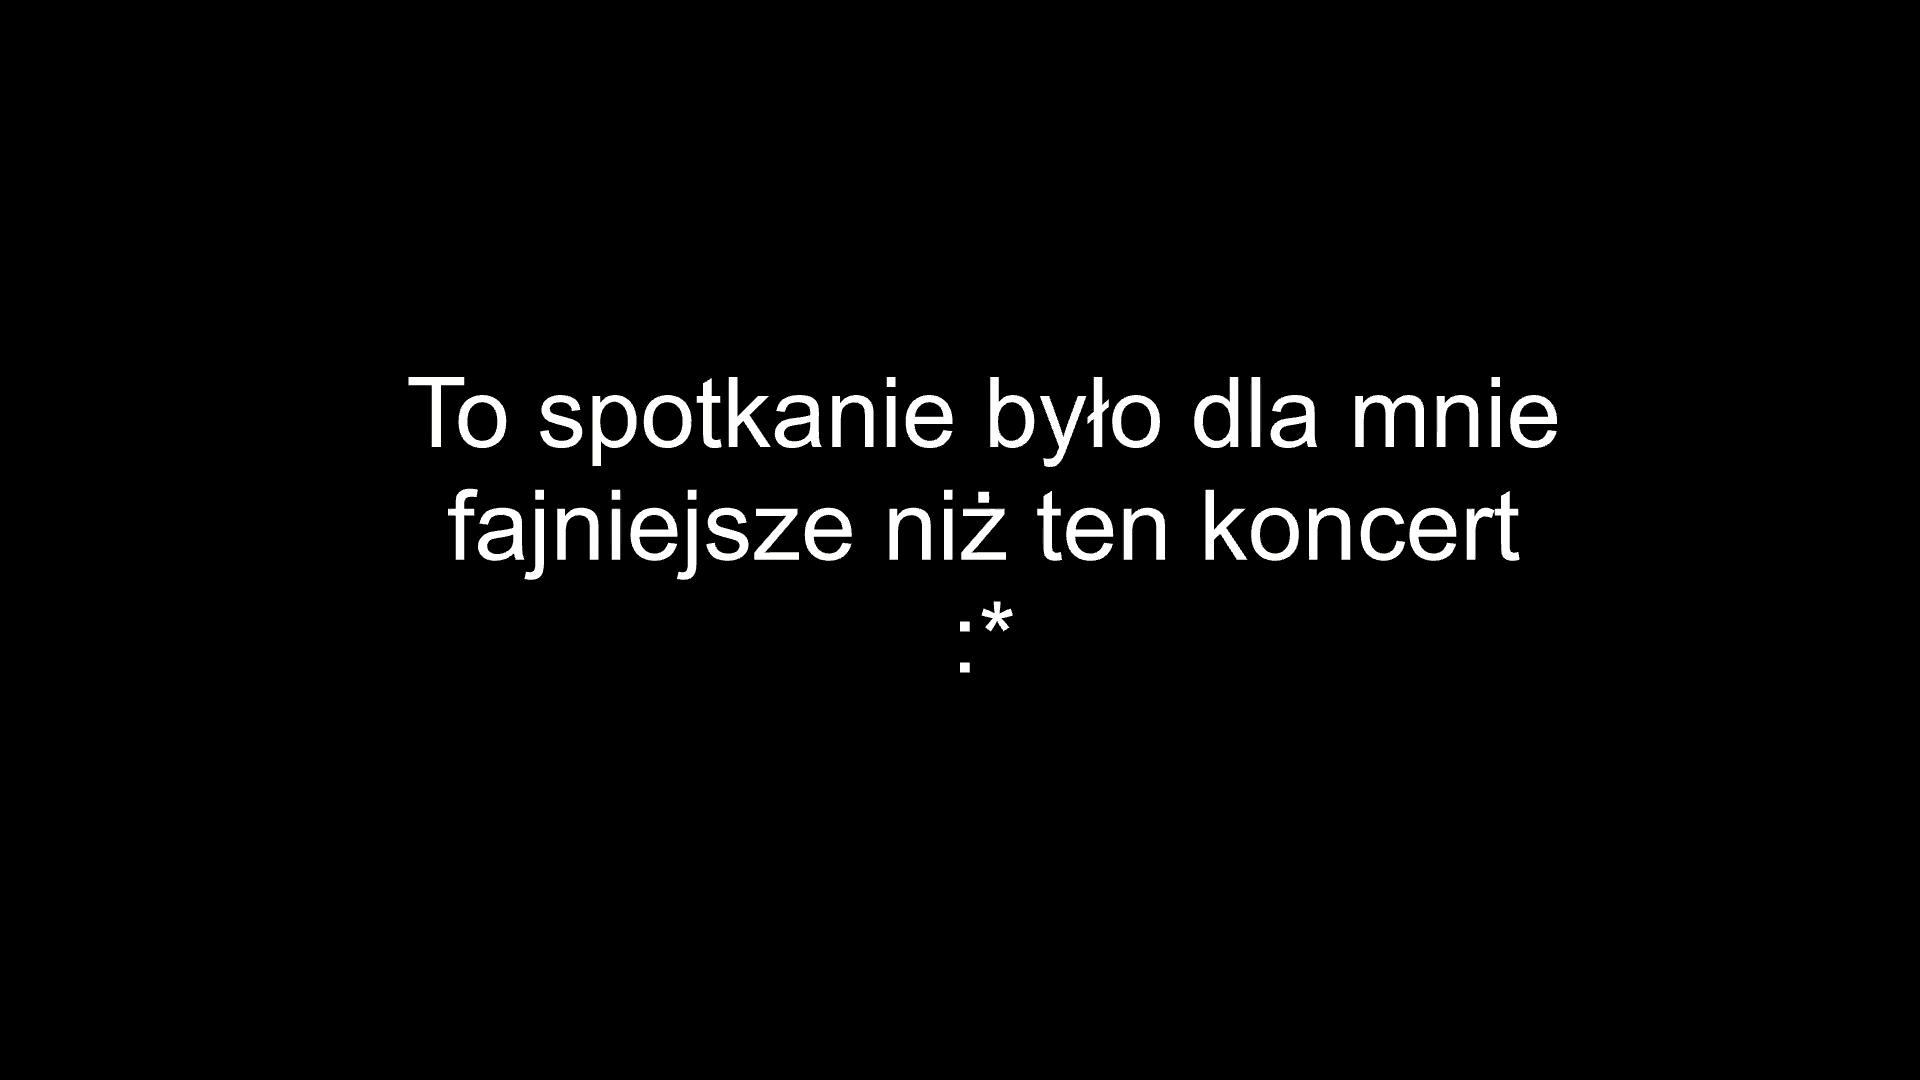 To spotkanie było dla mnie
fajniejsze niż ten koncert
:*